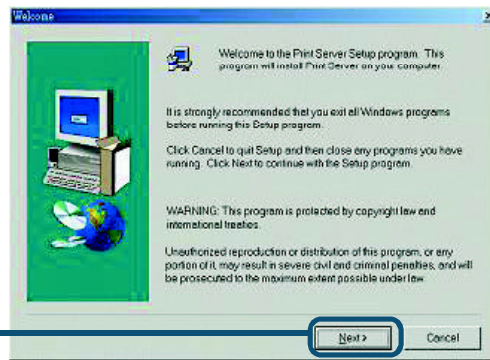 Welcome
Welcome to the Print Server Setup program. This
program will install Print Server on your computer.
It is strongly recommended that you exit all Windows programs
before running this Setup program.
Click Cancel to quit Setup and then close any programs you have
running. Click Next to continue with the Setup program.
WARNING: This program is protected by copyright law and
international treaties.
Unauthorized reproduction or distribution of this program, or any
portion of it, may result in severe civil and criminal penalties, and will
be prosecuted to the maximum extent possible under law.
Next >
Cancel